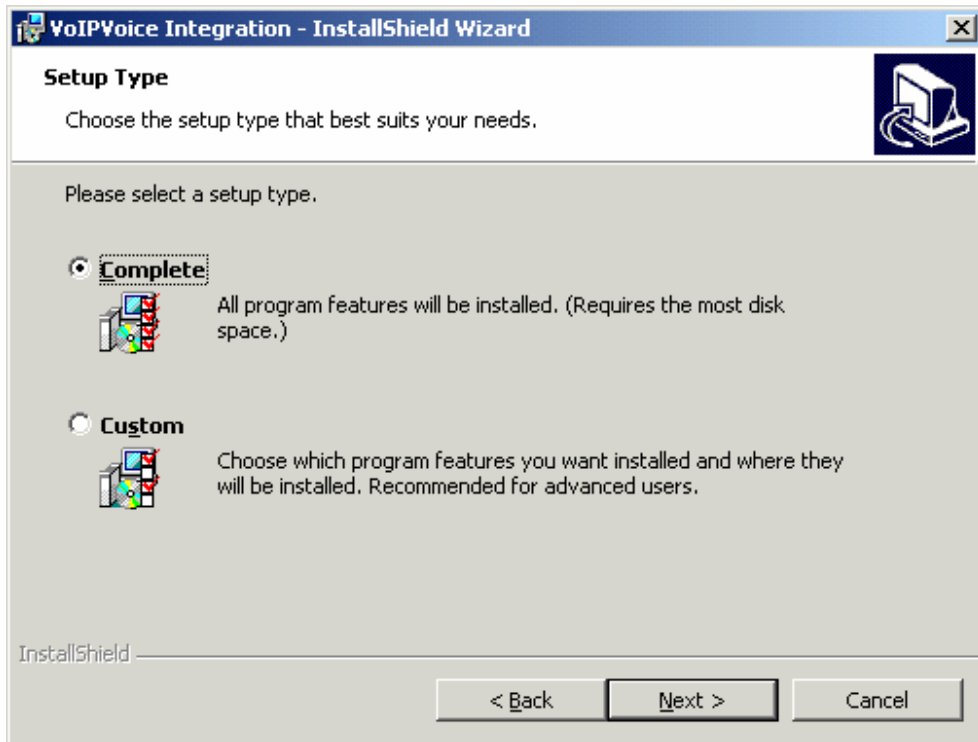 VoIPVoice Integration - InstallShield Wizard
Setup Type
Choose the setup type that best suits your needs.
Please select a setup type.
Complete
All program features will be installed. (Requires the most disk
space.)
Custom
Choose which program features you want installed and where they
will be installed. Recommended for advanced users.
InstallShield
< Back
Next >
Cancel